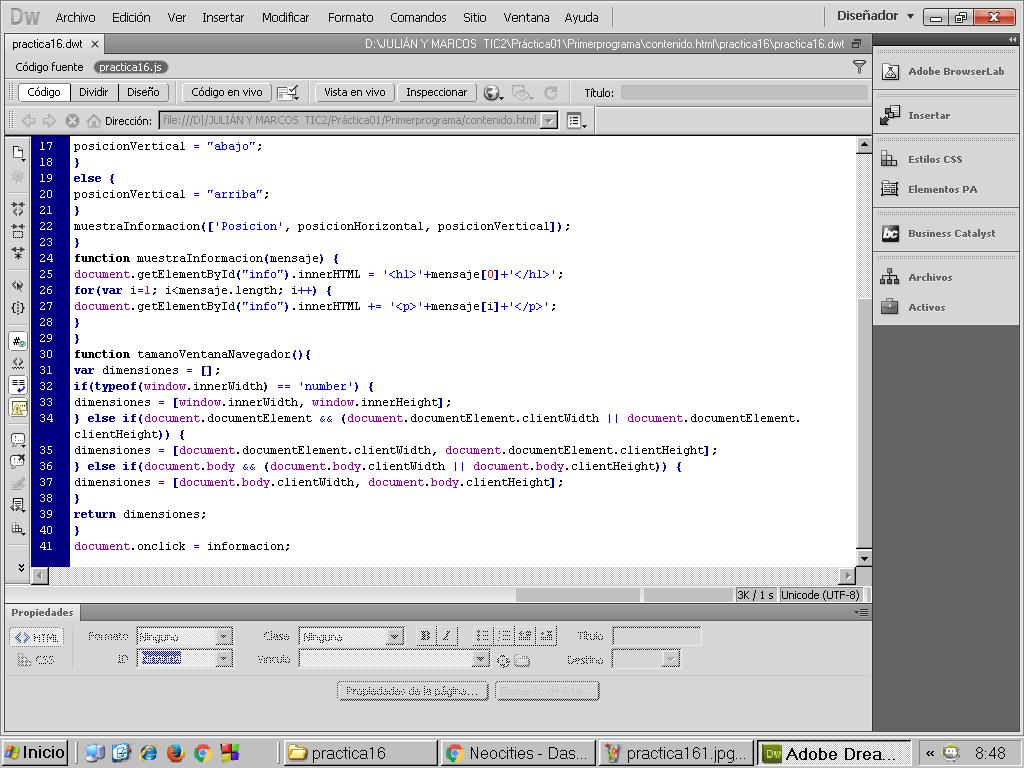 Dw Archivo Edición Ver Insertar Modificar Formato Comandos Sitio Ventana Ayuda Diseñador
practica16.dwt D:\JULIÁN Y MARCOS TIC2\Práctica01\Primerprograma\contenido.html\practica16\practica16.dwt
Código fuente practica16.js
Código Dividir Diseño Código en vivo Vista en vivo Inspeccionar Título:
Dirección: file:///D|/JULIÁN Y MARCOS TIC2/Práctica01/Primerprograma/contenido.html
17 posicionVertical = "abajo";
18 }
19 else {
20 posicionVertical = "arriba";
21 }
22 muestraInformacion(['Posicion', posicionHorizontal, posicionVertical]);
23 }
24 function muestraInformacion(mensaje) {
25 document.getElementById("info").innerHTML = '<h1>'+mensaje[0]+'</h1>';
26 for(var i=1; i<mensaje.length; i++) {
27 document.getElementById("info").innerHTML += '<p>'+mensaje[i]+'</p>';
28 }
29 }
30 function tamanoVentanaNavegador(){
31 var dimensiones = [];
32 if(typeof(window.innerWidth) == 'number') {
33 dimensiones = [window.innerWidth, window.innerHeight];
34 } else if(document.documentElement && (document.documentElement.clientWidth || document.documentElement.
clientHeight)) {
35 dimensiones = [document.documentElement.clientWidth, document.documentElement.clientHeight];
36 } else if(document.body && (document.body.clientWidth || document.body.clientHeight)) {
37 dimensiones = [document.body.clientWidth, document.body.clientHeight];
38 }
39 return dimensiones;
40 }
41 document.onclick = informacion;
3K / 1 s Unicode (UTF-8)
Adobe BrowserLab
Insertar
Estilos CSS
Elementos PA
bc Business Catalyst
Archivos
Activos
Propiedades
<> HTML Formato Ninguna Clase Ninguna B I Título
CSS ID Ninguna Vínculo Destino
Propiedades de la página... Elemento de lista...
Inicio practica16 Neocities - Das... practica161.jpg... Dw Adobe Drea... « 8:48